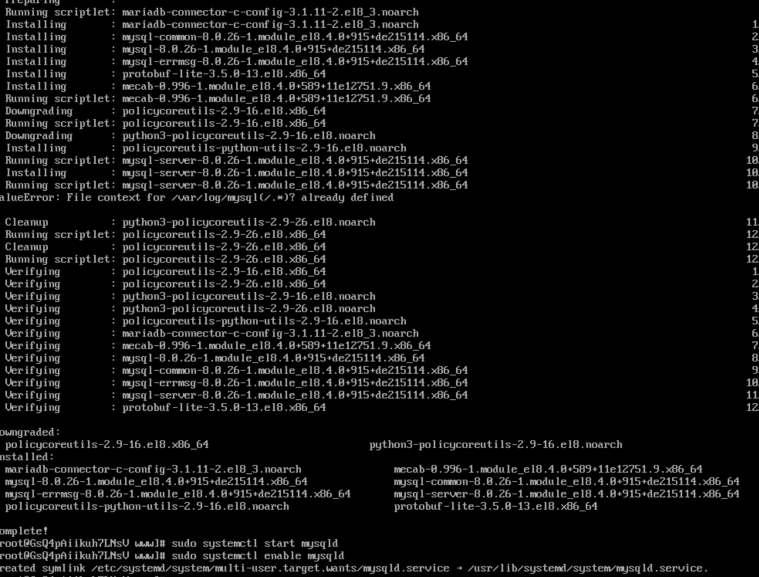 Preparing :
Running scriptlet: mariadb-connector-c-config-3.1.11-2.el8_3.noarch
Installing : mariadb-connector-c-config-3.1.11-2.el8_3.noarch 1
Installing : mysql-common-8.0.26-1.module_el8.4.0+915+de215114.x86_64 2
Installing : mysql-8.0.26-1.module_el8.4.0+915+de215114.x86_64 3
Installing : mysql-errmsg-8.0.26-1.module_el8.4.0+915+de215114.x86_64 4
Installing : protobuf-lite-3.5.0-13.el8.x86_64 5
Installing : mecab-0.996-1.module_el8.4.0+589+11e12751.9.x86_64 6
Running scriptlet: mecab-0.996-1.module_el8.4.0+589+11e12751.9.x86_64 6
Downgrading : policycoreutils-2.9-16.el8.x86_64 7
Running scriptlet: policycoreutils-2.9-16.el8.x86_64 7
Downgrading : python3-policycoreutils-2.9-16.el8.noarch 8
Installing : policycoreutils-python-utils-2.9-16.el8.noarch 9
Running scriptlet: mysql-server-8.0.26-1.module_el8.4.0+915+de215114.x86_64 10
Installing : mysql-server-8.0.26-1.module_el8.4.0+915+de215114.x86_64 10
Running scriptlet: mysql-server-8.0.26-1.module_el8.4.0+915+de215114.x86_64 10
alueError: File context for /var/log/mysql(/.*)? already defined
Cleanup : python3-policycoreutils-2.9-26.el8.noarch 11
Running scriptlet: policycoreutils-2.9-26.el8.x86_64 12
Cleanup : policycoreutils-2.9-26.el8.x86_64 12
Running scriptlet: policycoreutils-2.9-26.el8.x86_64 12
Verifying : policycoreutils-2.9-16.el8.x86_64 1
Verifying : policycoreutils-2.9-26.el8.x86_64 2
Verifying : python3-policycoreutils-2.9-16.el8.noarch 3
Verifying : python3-policycoreutils-2.9-26.el8.noarch 4
Verifying : policycoreutils-python-utils-2.9-16.el8.noarch 5
Verifying : mariadb-connector-c-config-3.1.11-2.el8_3.noarch 6
Verifying : mecab-0.996-1.module_el8.4.0+589+11e12751.9.x86_64 7
Verifying : mysql-8.0.26-1.module_el8.4.0+915+de215114.x86_64 8
Verifying : mysql-common-8.0.26-1.module_el8.4.0+915+de215114.x86_64 9
Verifying : mysql-errmsg-8.0.26-1.module_el8.4.0+915+de215114.x86_64 10
Verifying : mysql-server-8.0.26-1.module_el8.4.0+915+de215114.x86_64 11
Verifying : protobuf-lite-3.5.0-13.el8.x86_64 12
owngraded:
policycoreutils-2.9-16.el8.x86_64 python3-policycoreutils-2.9-16.el8.noarch
nstalled:
mariadb-connector-c-config-3.1.11-2.el8_3.noarch mecab-0.996-1.module_el8.4.0+589+11e12751.9.x86_64
mysql-8.0.26-1.module_el8.4.0+915+de215114.x86_64 mysql-common-8.0.26-1.module_el8.4.0+915+de215114.x86_64
mysql-errmsg-8.0.26-1.module_el8.4.0+915+de215114.x86_64 mysql-server-8.0.26-1.module_el8.4.0+915+de215114.x86_64
policycoreutils-python-utils-2.9-16.el8.noarch protobuf-lite-3.5.0-13.el8.x86_64
omplete!
root@GsQ4pAiikuh7LNsV www]# sudo systemctl start mysqld
root@GsQ4pAiikuh7LNsV www]# sudo systemctl enable mysqld
reated symlink /etc/systemd/system/multi-user.target.wants/mysqld.service → /usr/lib/systemd/system/mysqld.service.